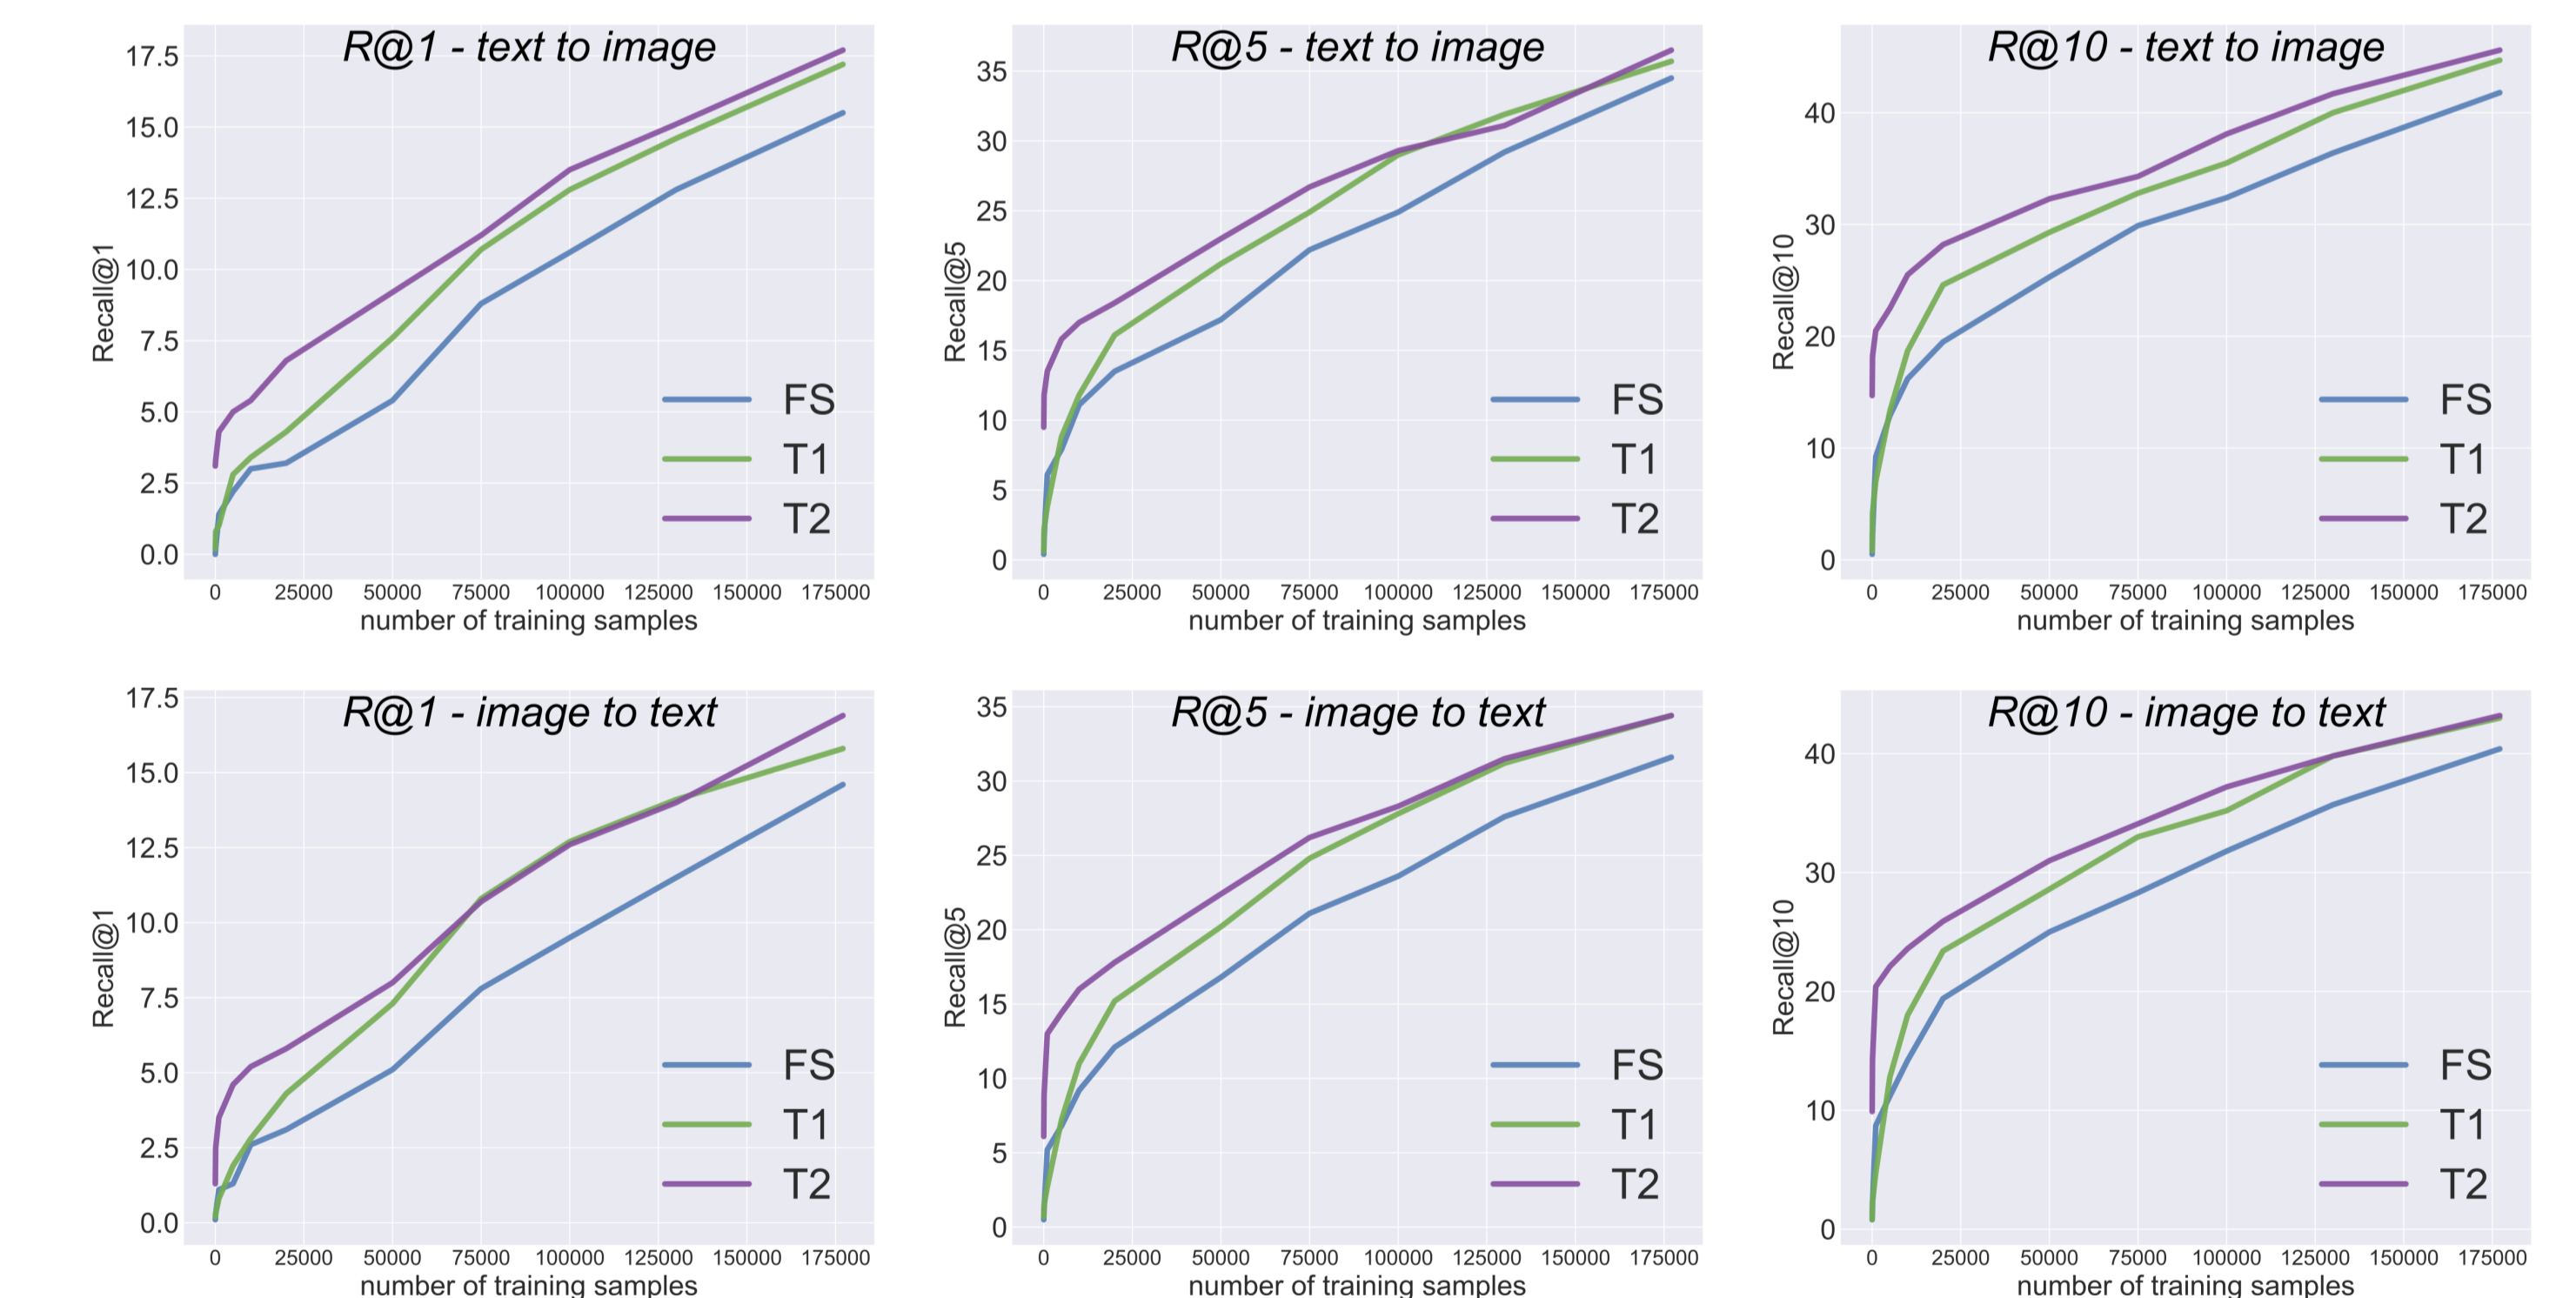 R@1 - text to image
17.5
15.0
12.5
10.0
7.5
5.0
2.5
0.0
Recall@1
FS
T1
T2
0 25000 50000 75000 100000 125000 150000 175000
number of training samples
R@5 - text to image
35
30
25
20
15
10
5
0
Recall@5
FS
T1
T2
0 25000 50000 75000 100000 125000 150000 175000
number of training samples
R@10 - text to image
40
30
20
10
0
Recall@10
FS
T1
T2
0 25000 50000 75000 100000 125000 150000 175000
number of training samples
R@1 - image to text
17.5
15.0
12.5
10.0
7.5
5.0
2.5
0.0
Recall@1
FS
T1
T2
0 25000 50000 75000 100000 125000 150000 175000
number of training samples
R@5 - image to text
35
30
25
20
15
10
5
0
Recall@5
FS
T1
T2
0 25000 50000 75000 100000 125000 150000 175000
number of training samples
R@10 - image to text
40
30
20
10
0
Recall@10
FS
T1
T2
0 25000 50000 75000 100000 125000 150000 175000
number of training samples